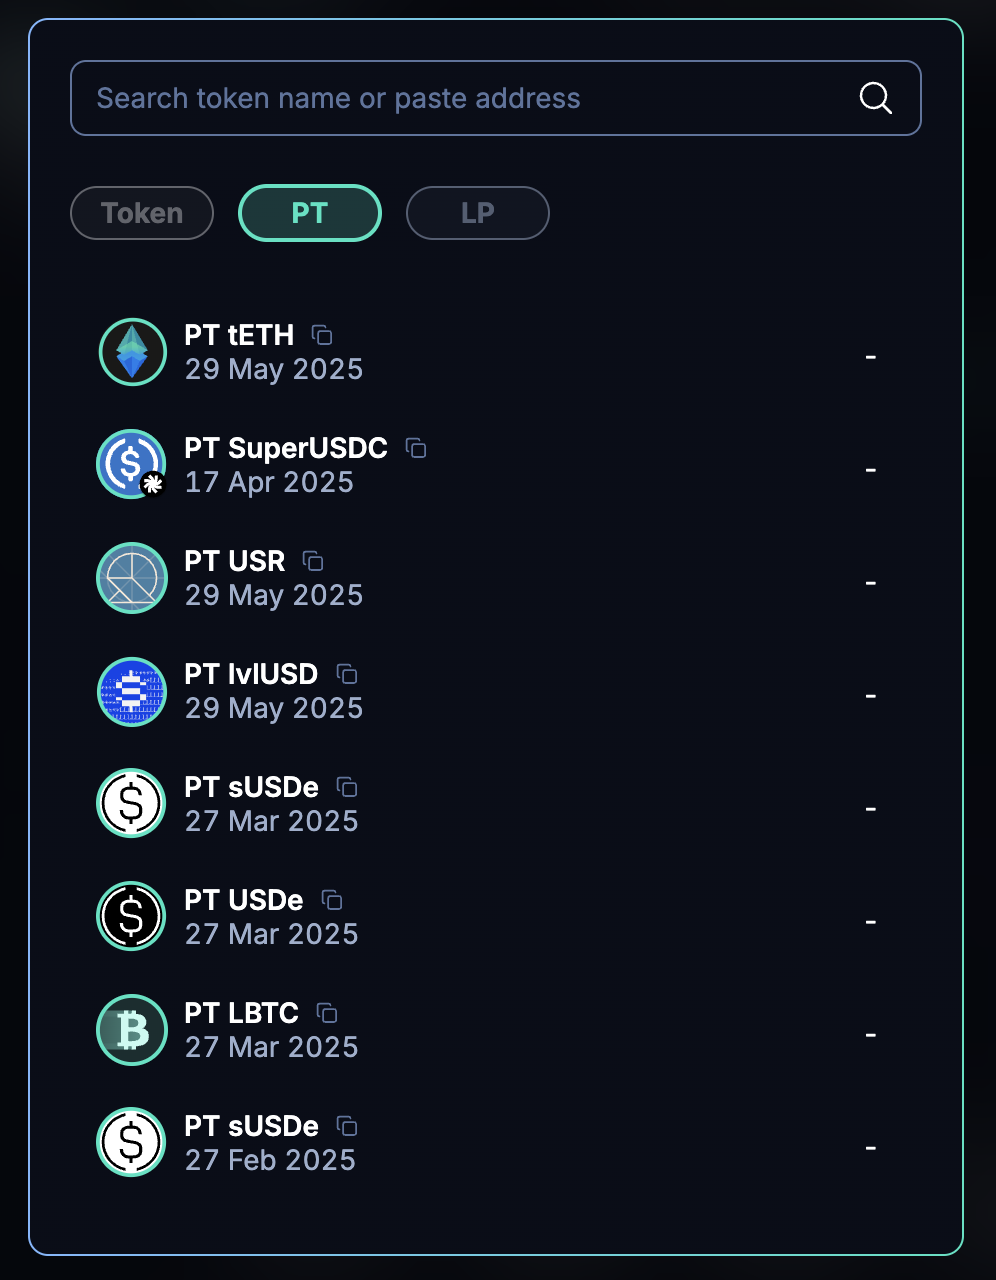 Search token name or paste address
Token
PT
LP
PT tETH
29 May 2025
-
PT SuperUSDC
17 Apr 2025
-
PT USR
29 May 2025
-
PT lvlUSD
29 May 2025
-
PT sUSDe
27 Mar 2025
-
PT USDe
27 Mar 2025
-
PT LBTC
27 Mar 2025
-
PT sUSDe
27 Feb 2025
-